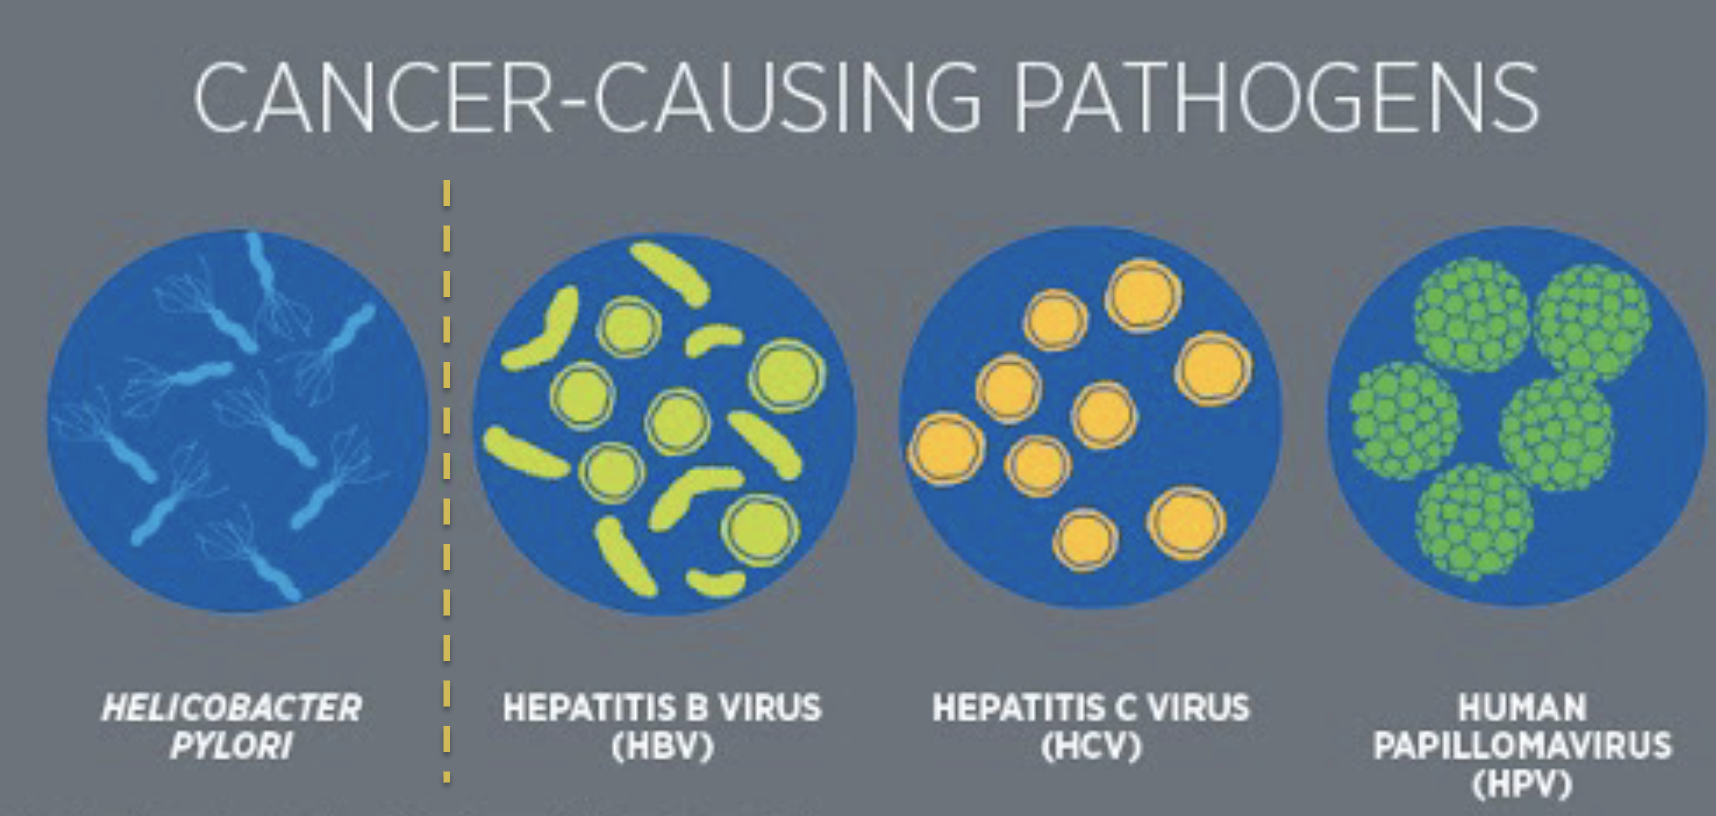 CANCER-CAUSING PATHOGENS
HELICOBACTER
PYLORI
HEPATITIS B VIRUS
(HBV)
HEPATITIS C VIRUS
(HCV)
HUMAN
PAPILLOMAVIRUS
(HPV)